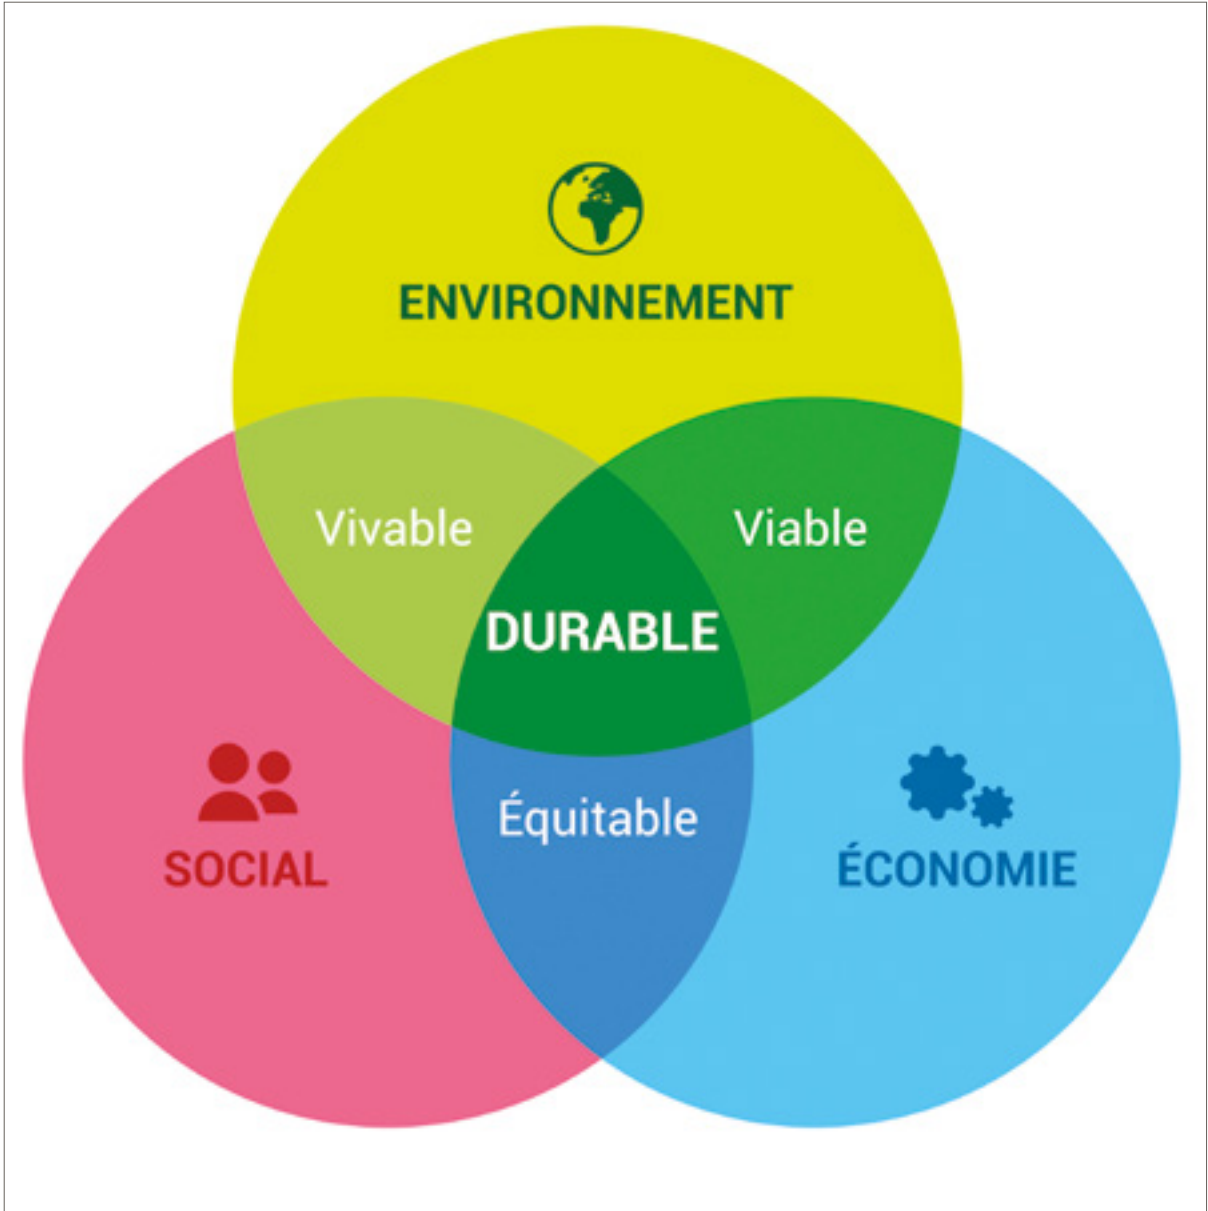 ENVIRONNEMENT
Vivable
Viable
DURABLE
Équitable
SOCIAL
ÉCONOMIE